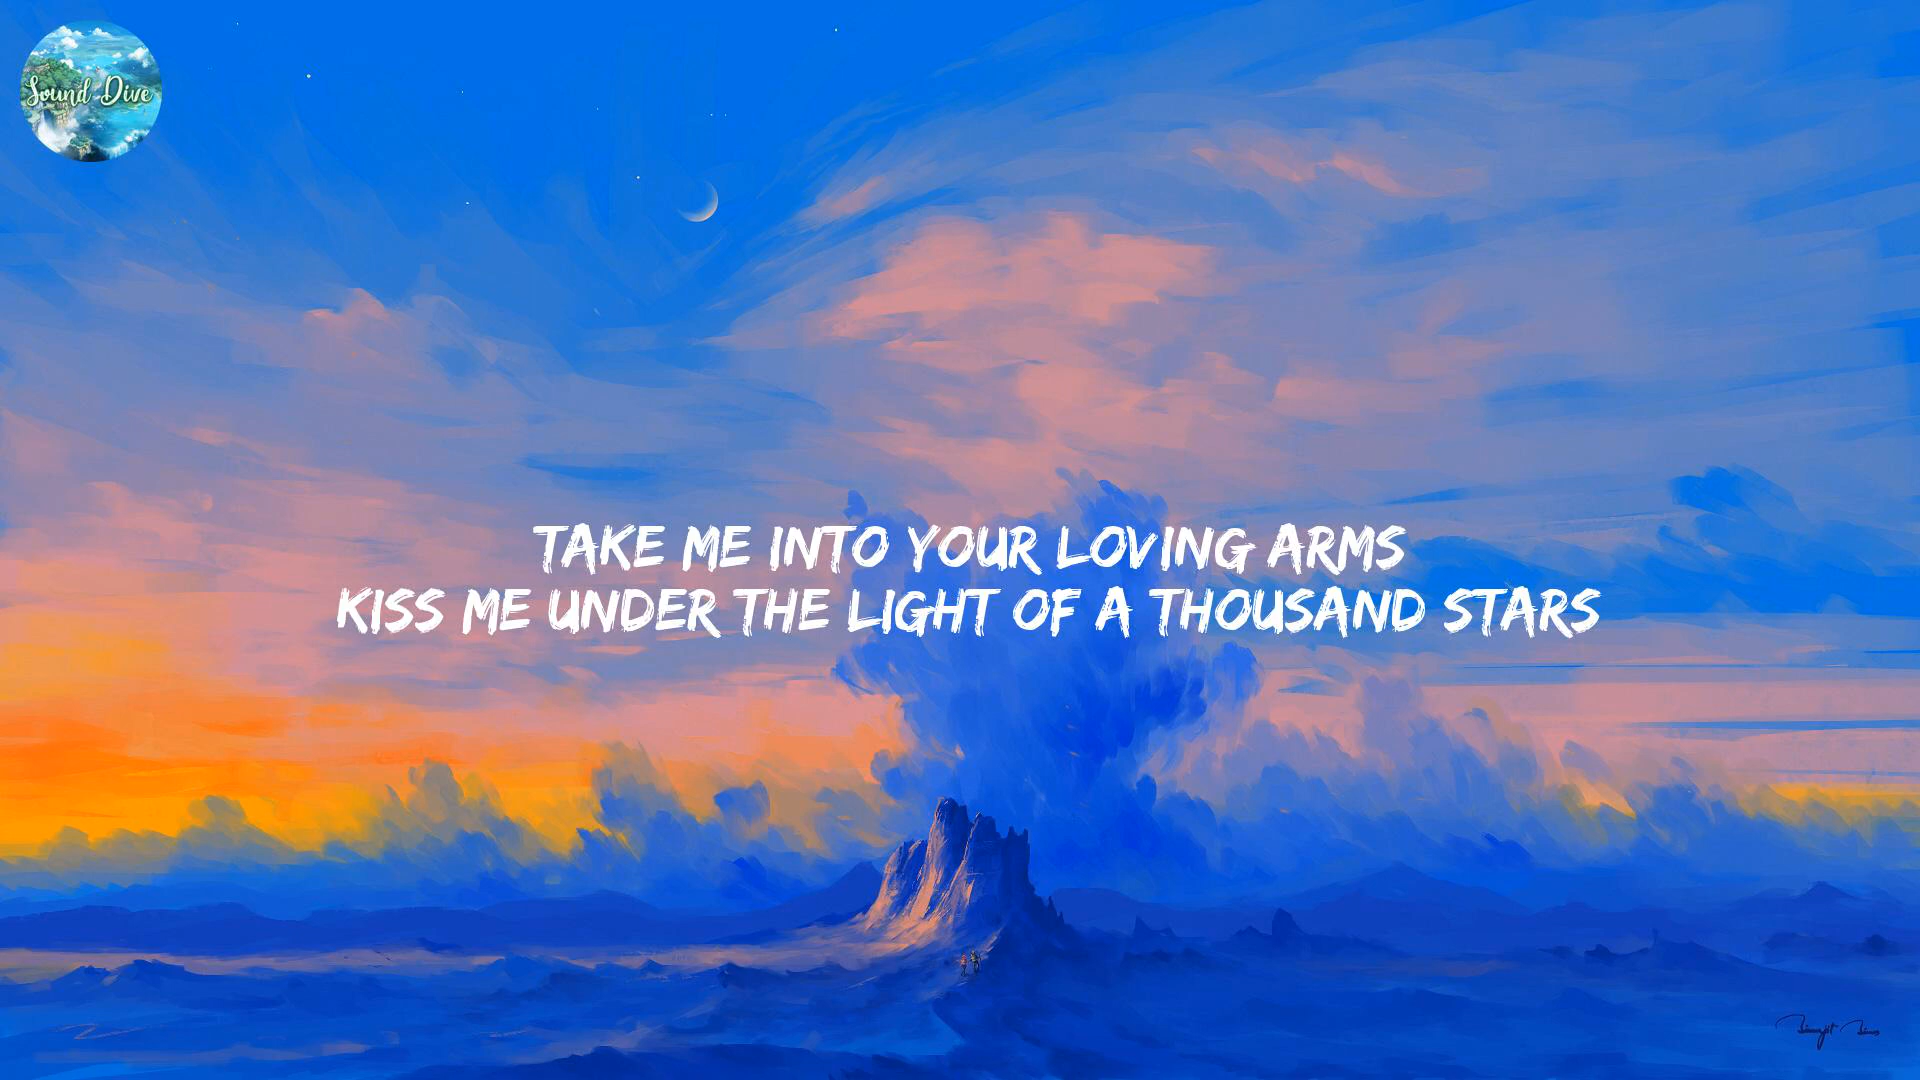 Sound Dive
TAKE ME INTO YOUR LOVING ARMS
KISS ME UNDER THE LIGHT OF A THOUSAND STARS